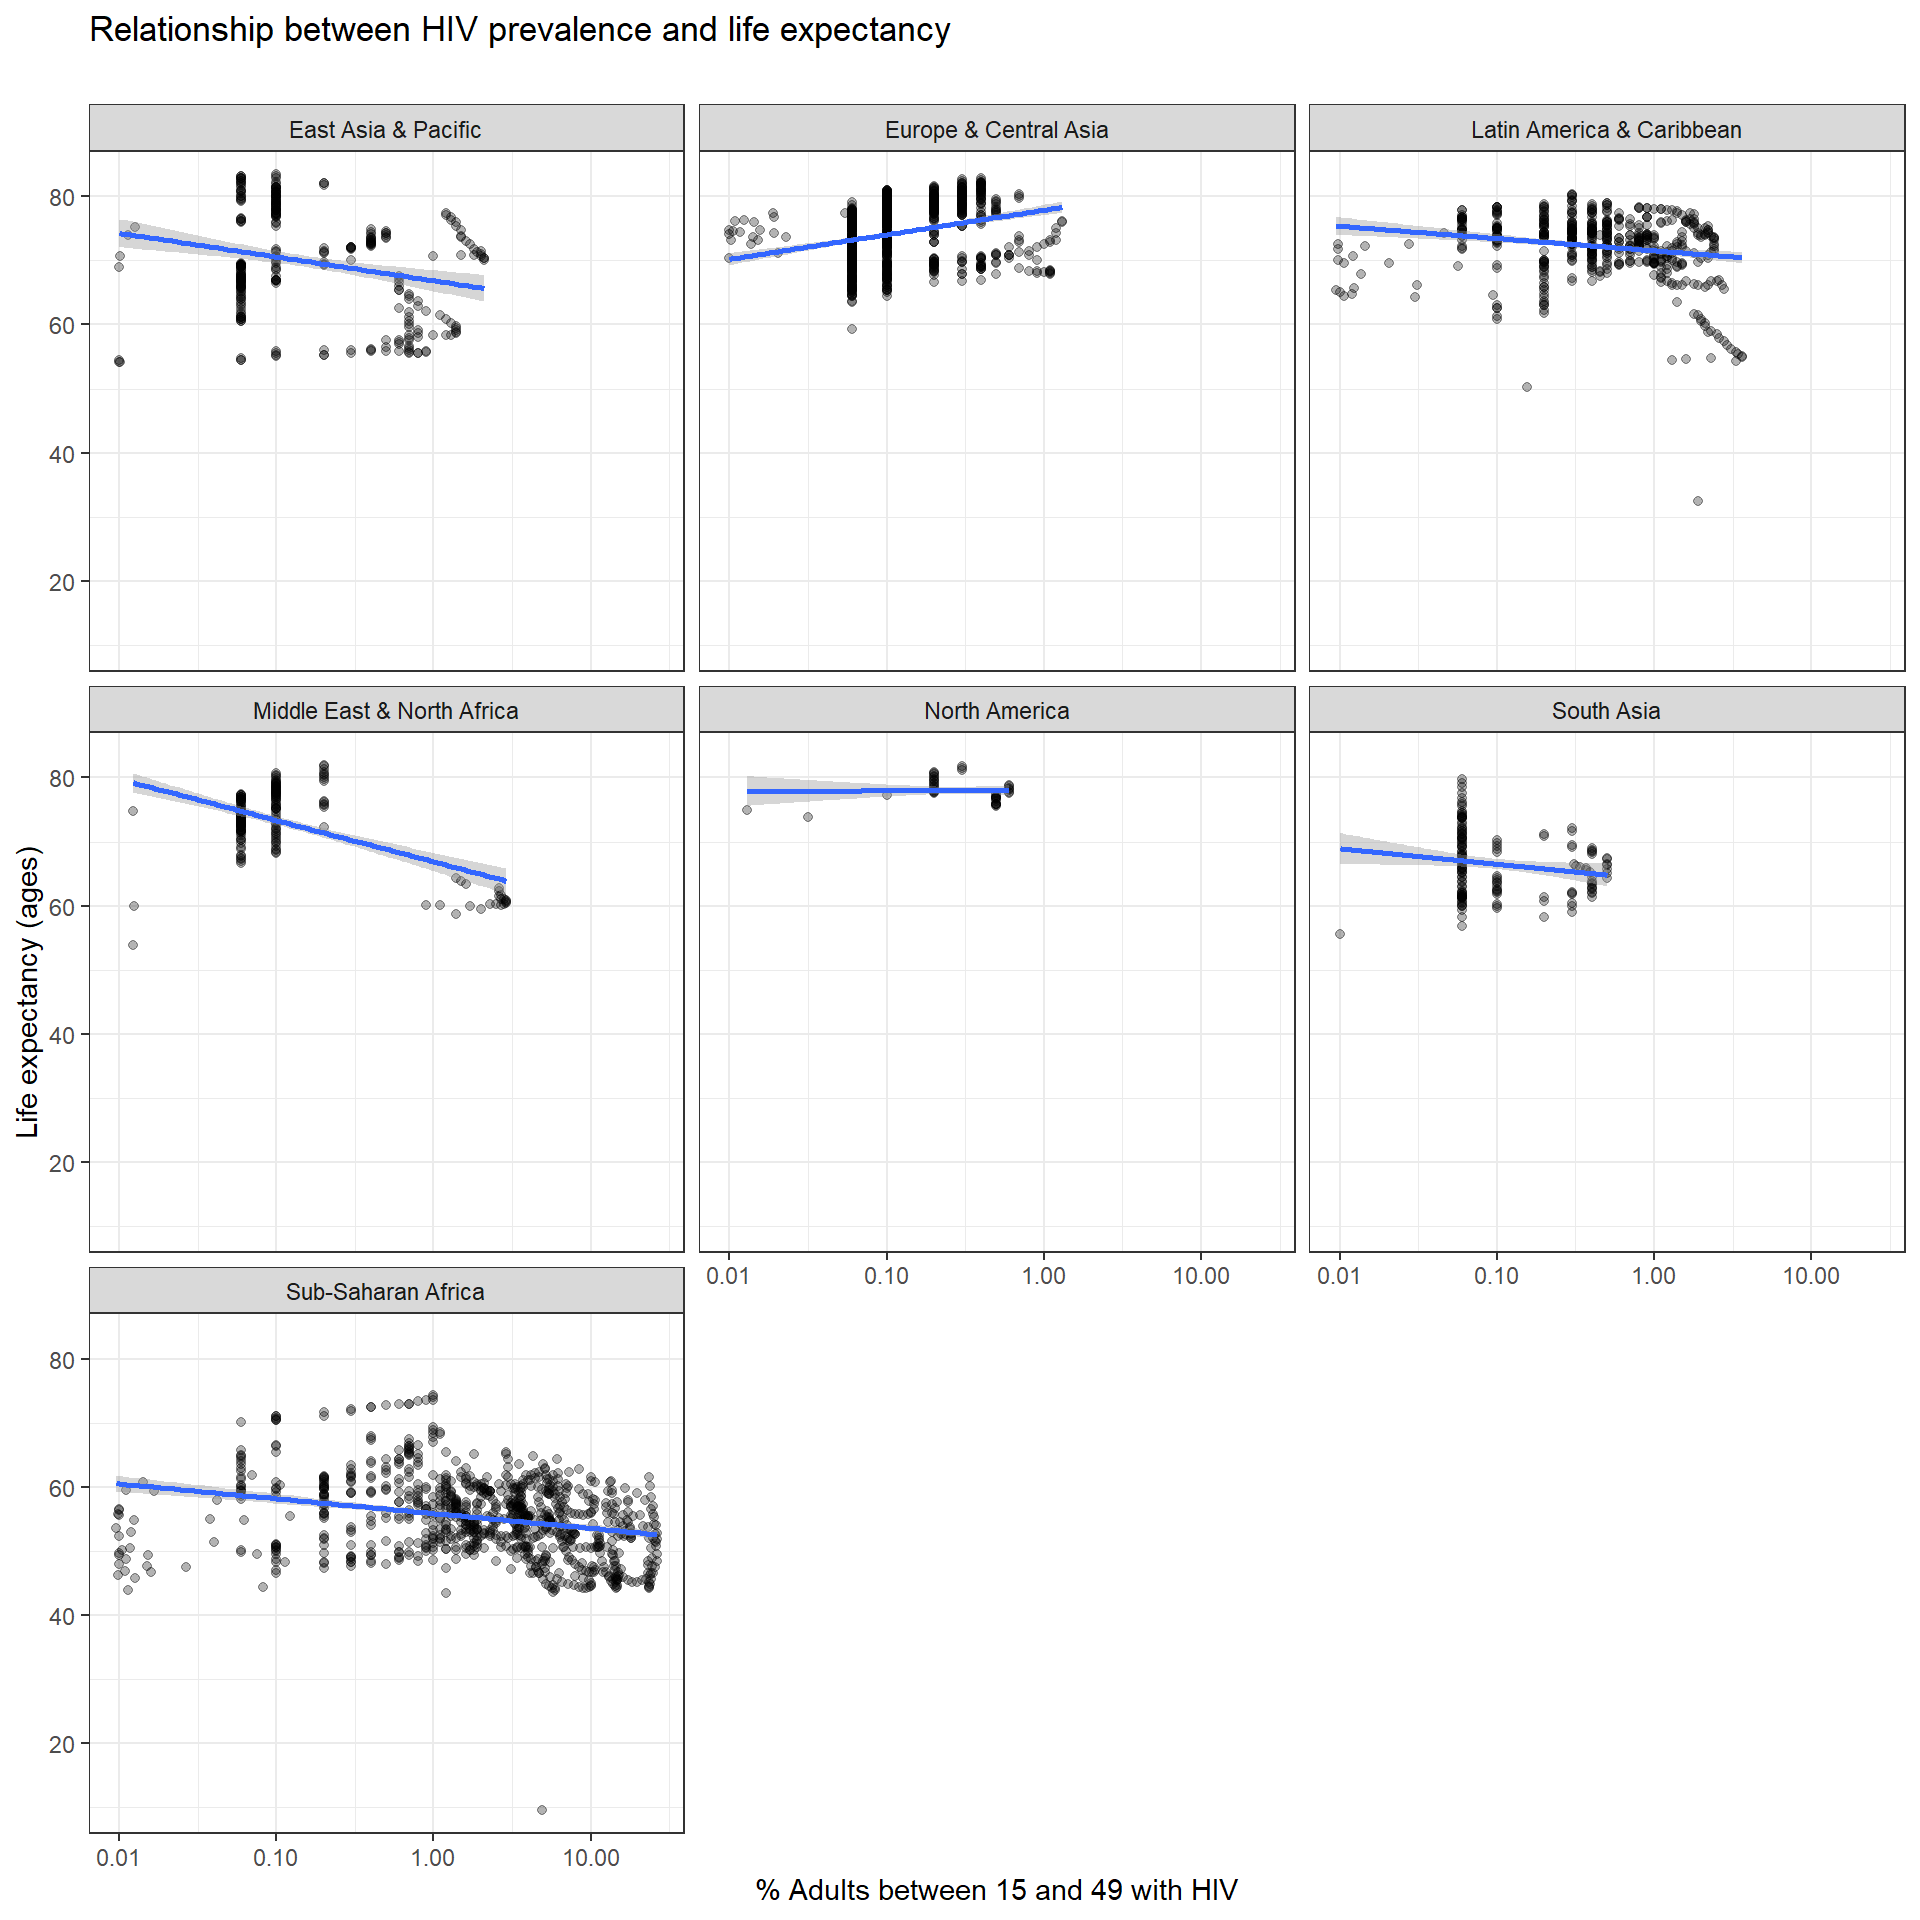 Relationship between HIV prevalence and life expectancy
East Asia & Pacific
Europe & Central Asia
Latin America & Caribbean
80
60
40
20
Middle East & North Africa
North America
South Asia
80
60
40
20
Life expectancy (ages)
0.01 0.10 1.00 10.00
0.01 0.10 1.00 10.00
Sub-Saharan Africa
80
60
40
20
0.01 0.10 1.00 10.00
% Adults between 15 and 49 with HIV